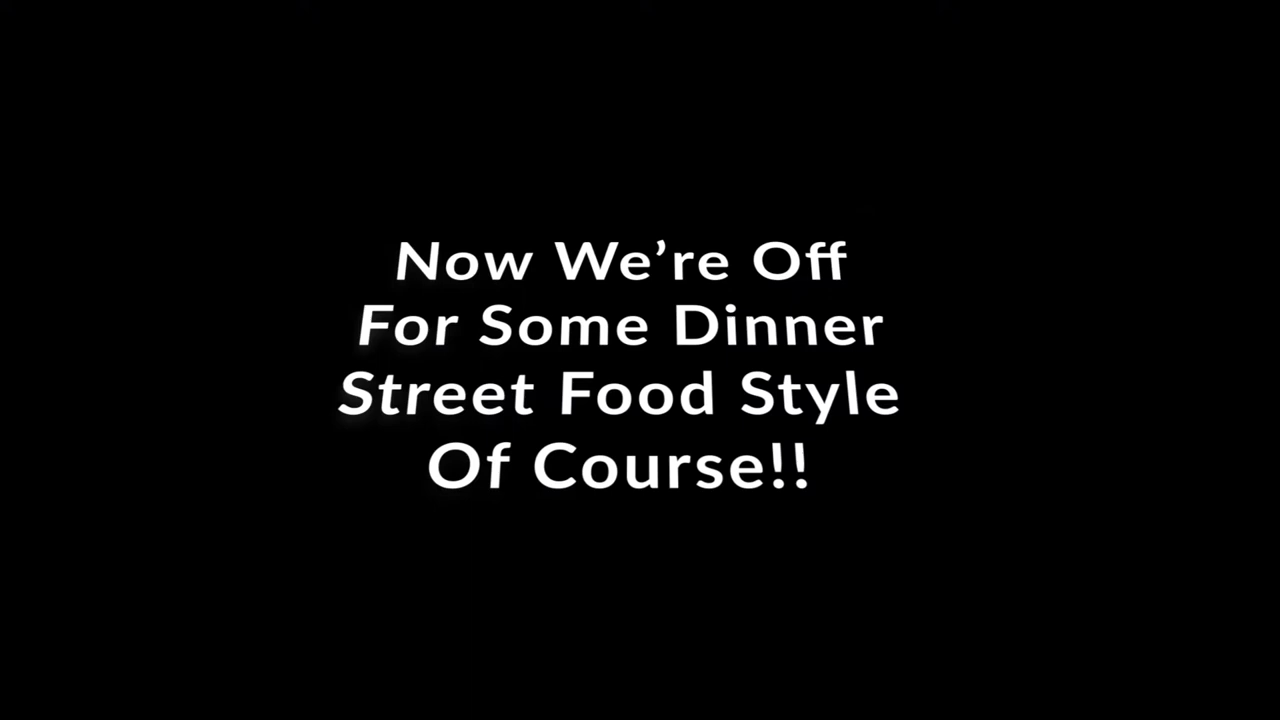 Now We’re Off
For Some Dinner
Street Food Style
Of Course!!